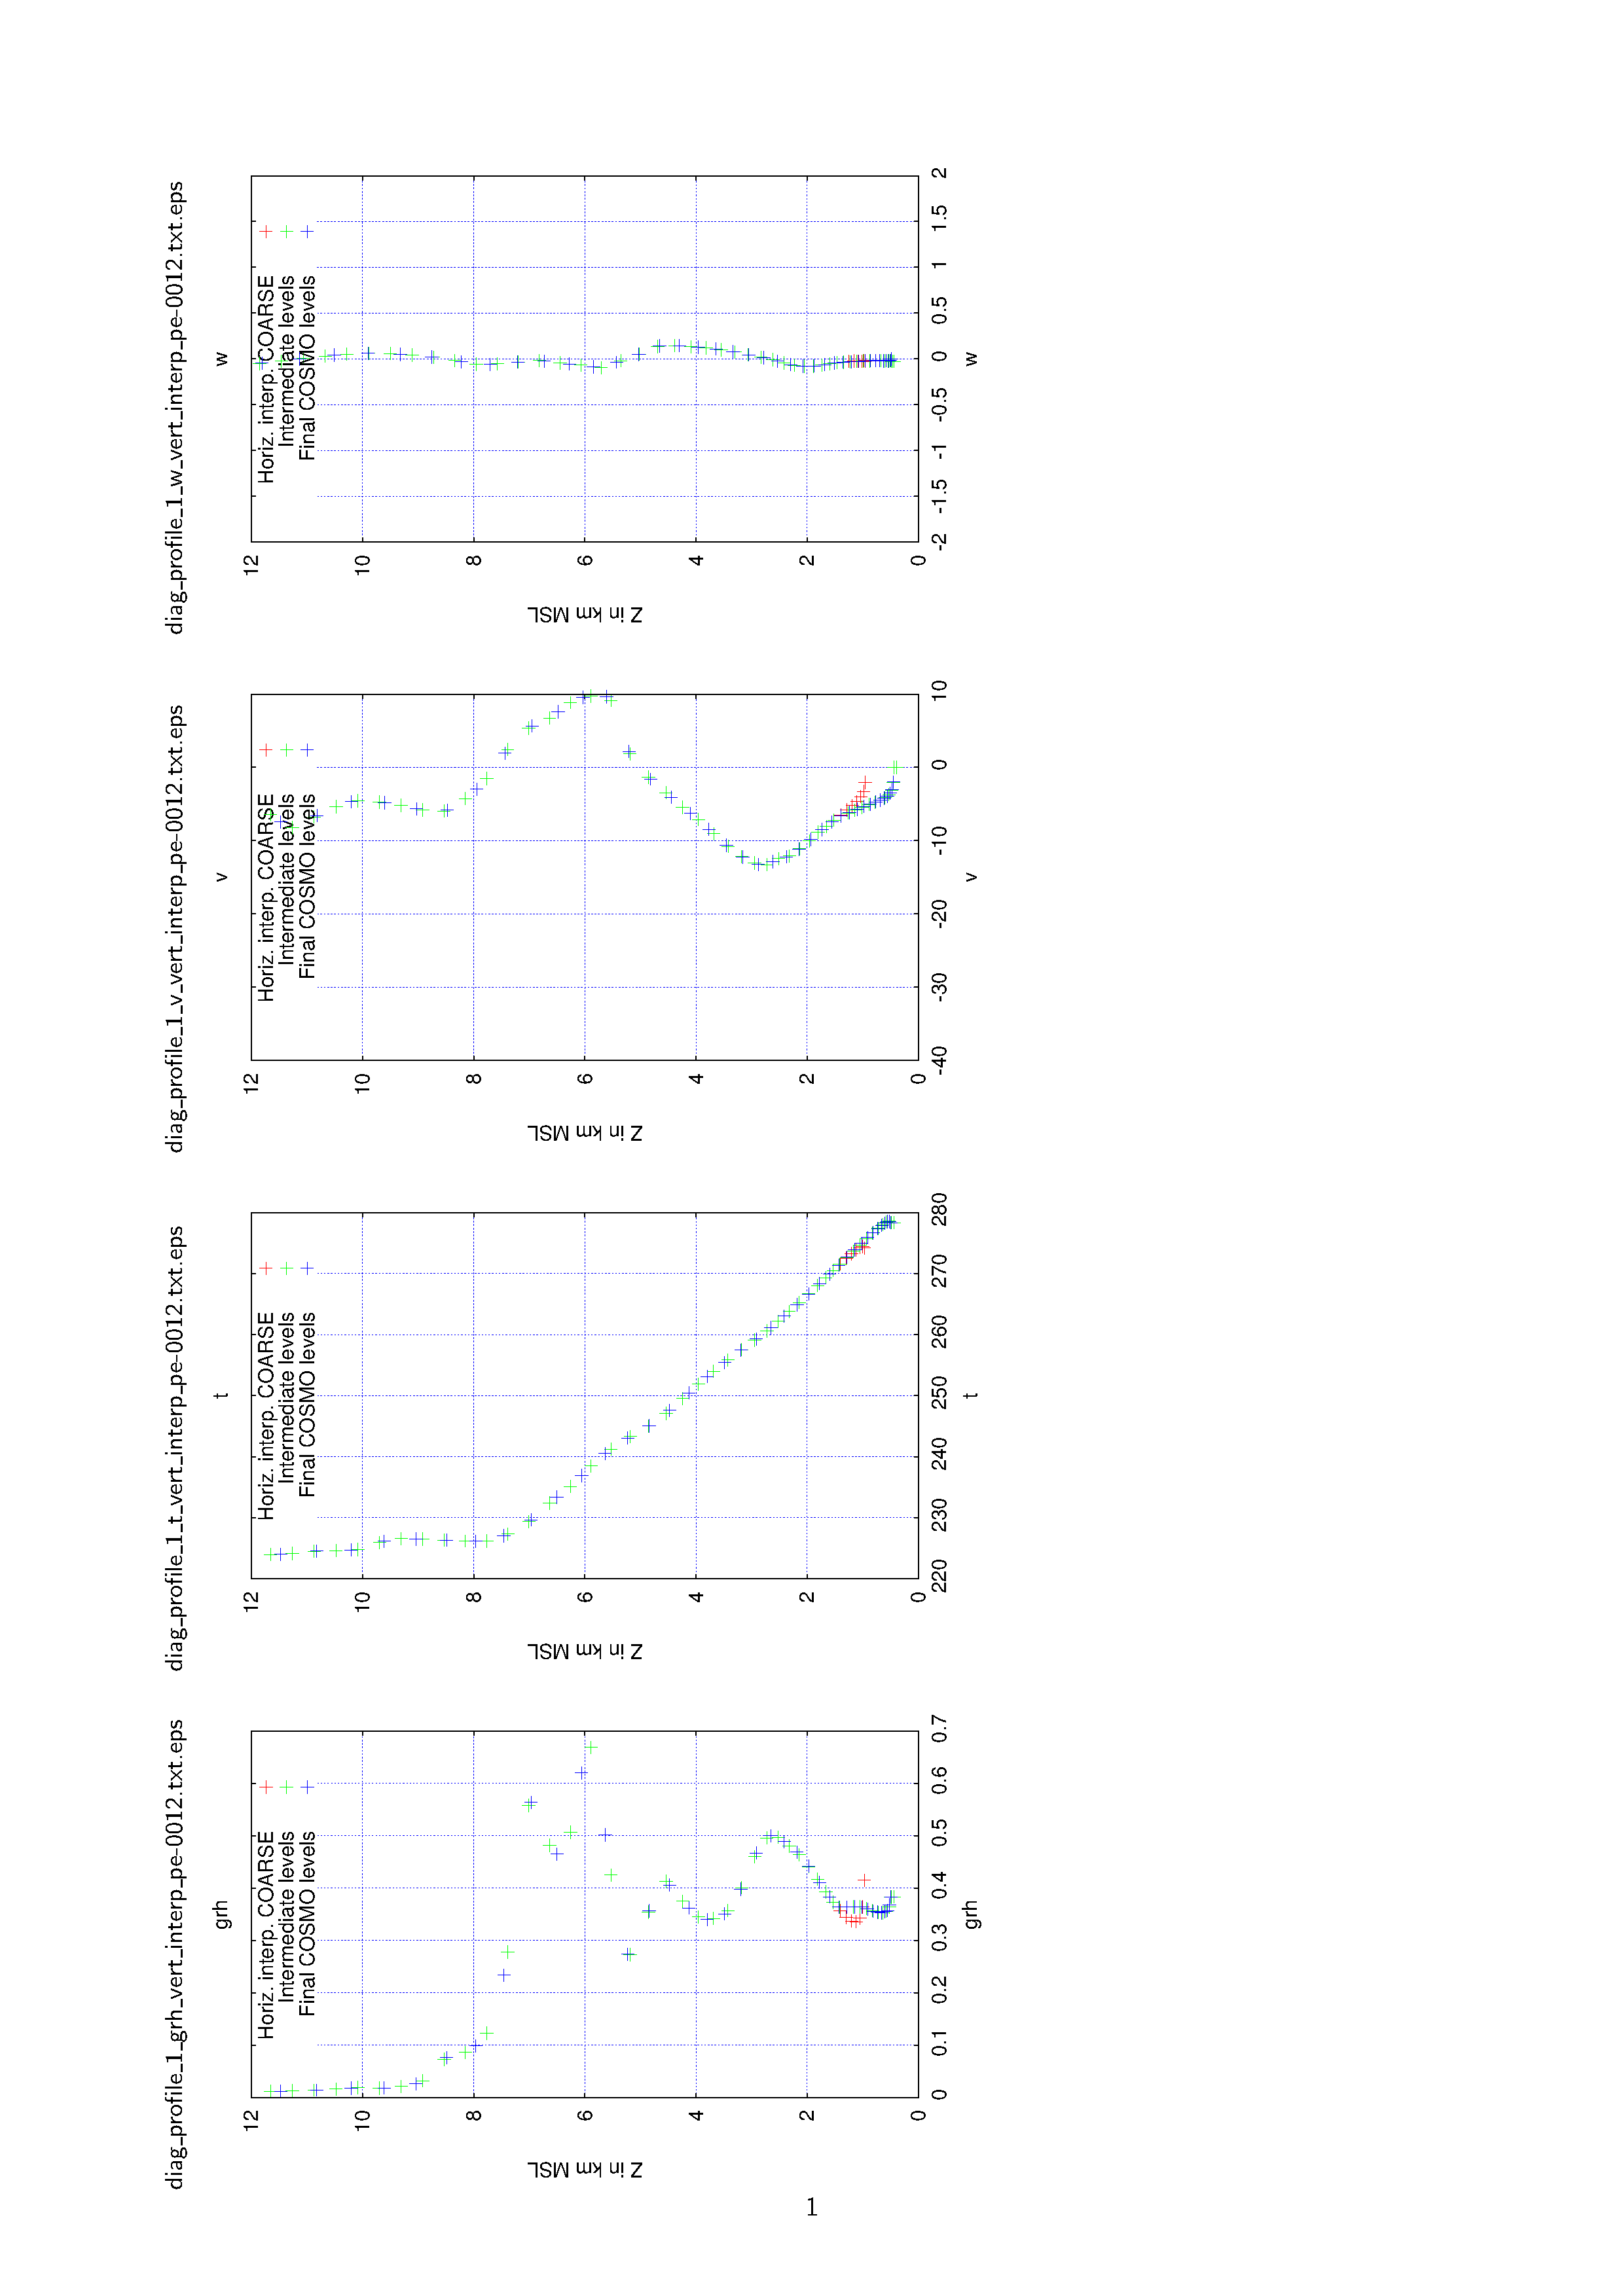 diag_profile_1_grh_vert_interp_pe-0012.txt.eps
grh
Horiz. interp. COARSE
Intermediate levels
Final COSMO levels
12
10
8
6
4
2
0
Z in km MSL
0 0.1 0.2 0.3 0.4 0.5 0.6 0.7
grh
diag_profile_1_t_vert_interp_pe-0012.txt.eps
t
Horiz. interp. COARSE
Intermediate levels
Final COSMO levels
12
10
8
6
4
2
0
Z in km MSL
220 230 240 250 260 270 280
t
diag_profile_1_v_vert_interp_pe-0012.txt.eps
v
Horiz. interp. COARSE
Intermediate levels
Final COSMO levels
12
10
8
6
4
2
0
Z in km MSL
-40 -30 -20 -10 0 10
v
diag_profile_1_w_vert_interp_pe-0012.txt.eps
w
Horiz. interp. COARSE
Intermediate levels
Final COSMO levels
12
10
8
6
4
2
0
Z in km MSL
-2 -1.5 -1 -0.5 0 0.5 1 1.5 2
w
1